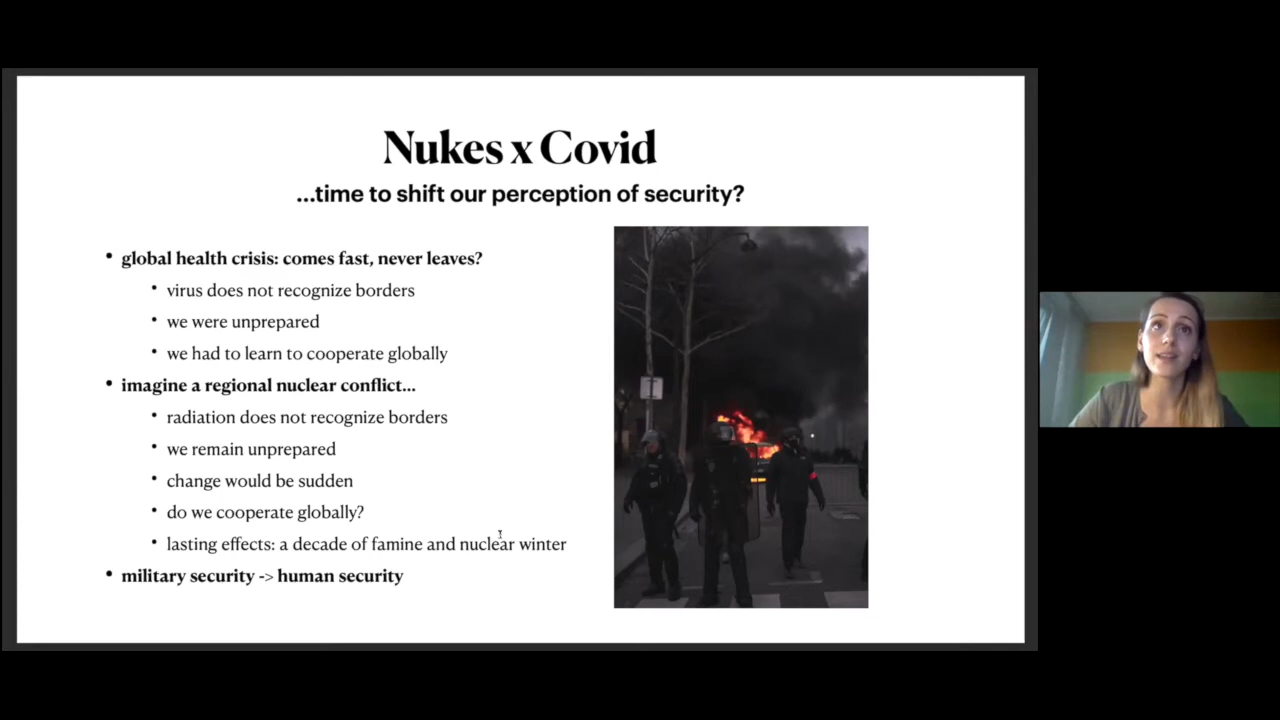 Nukes x Covid
...time to shift our perception of security?
• global health crisis: comes fast, never leaves?
• virus does not recognize borders
• we were unprepared
• we had to learn to cooperate globally
• imagine a regional nuclear conflict...
• radiation does not recognize borders
• we remain unprepared
• change would be sudden
• do we cooperate globally?
• lasting effects: a decade of famine and nuclear winter
• military security -> human security